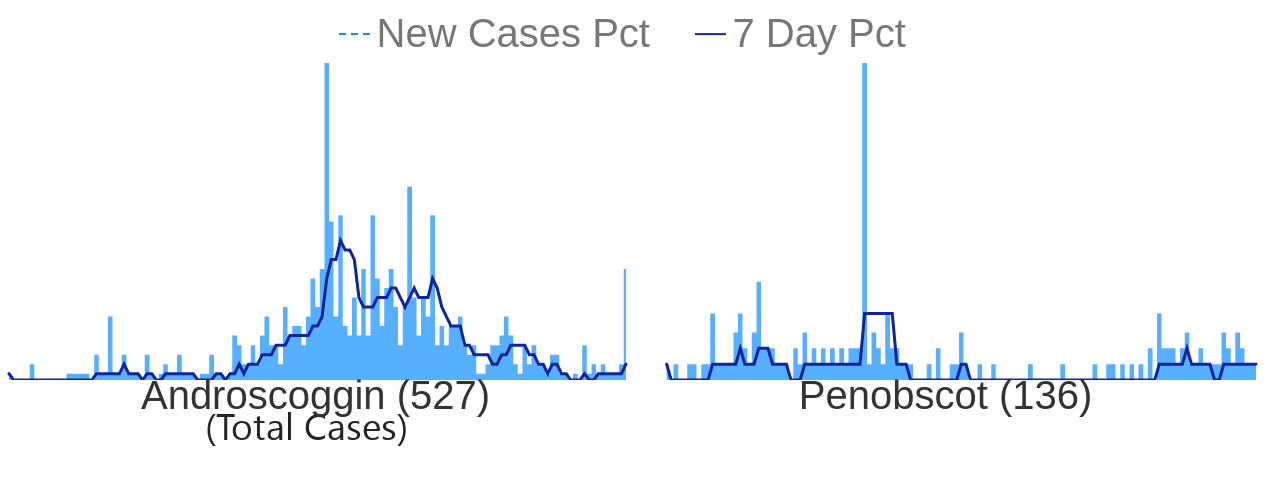 New Cases Pct 7 Day Pct
Androscoggin (527) Penobscot (136)
(Total Cases)